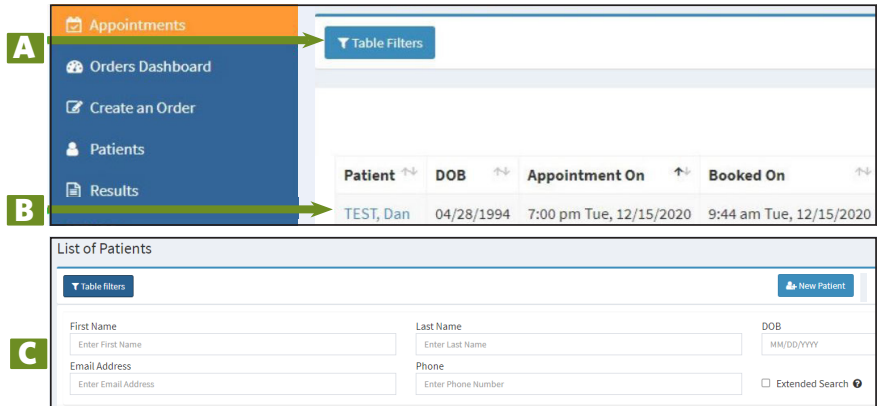 Appointments
A
Table Filters
Orders Dashboard
Create an Order
Patients
Patient DOB Appointment On Booked On
Results
B
TEST, Dan 04/28/1994 7:00 pm Tue, 12/15/2020 9:44 am Tue, 12/15/2020
List of Patients
Table filters New Patient
First Name Last Name DOB
Enter First Name Enter Last Name MM/DD/YYYY
C
Email Address Phone
Enter Email Address Enter Phone Number Extended Search ?